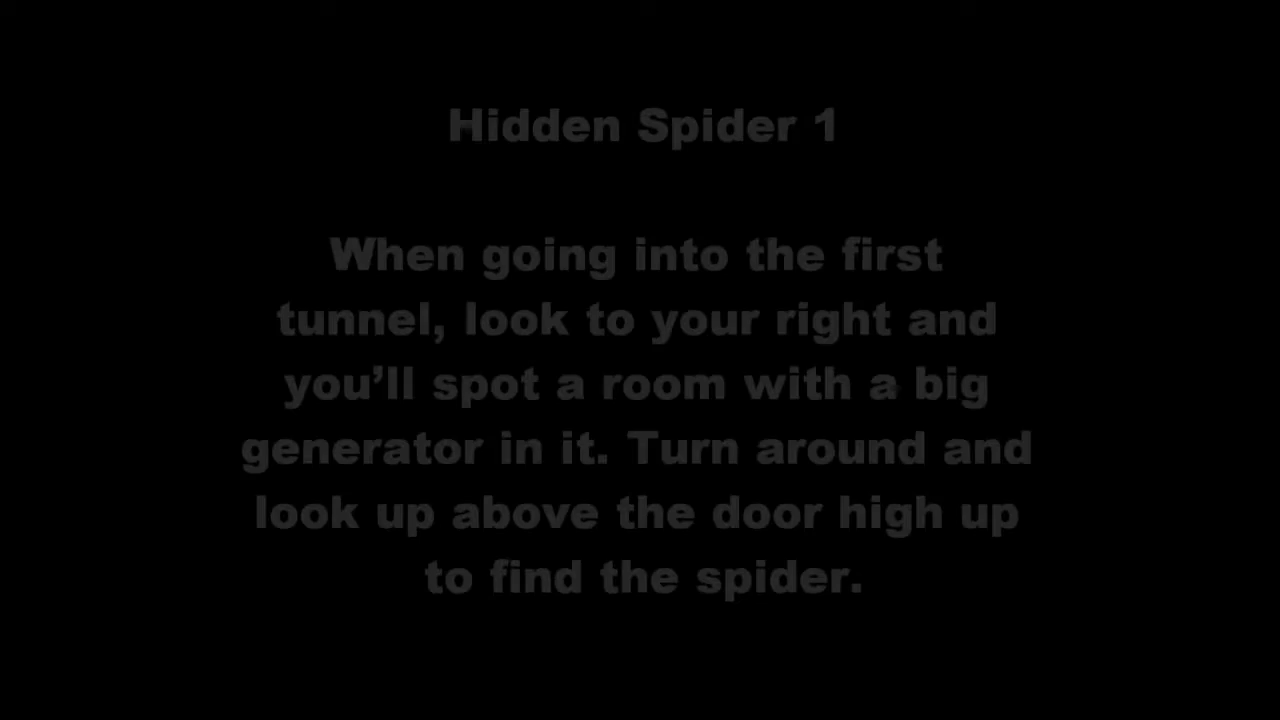 Hidden Spider 1
When going into the first
tunnel, look to your right and
you’ll spot a room with a big
generator in it. Turn around and
look up above the door high up
to find the spider.